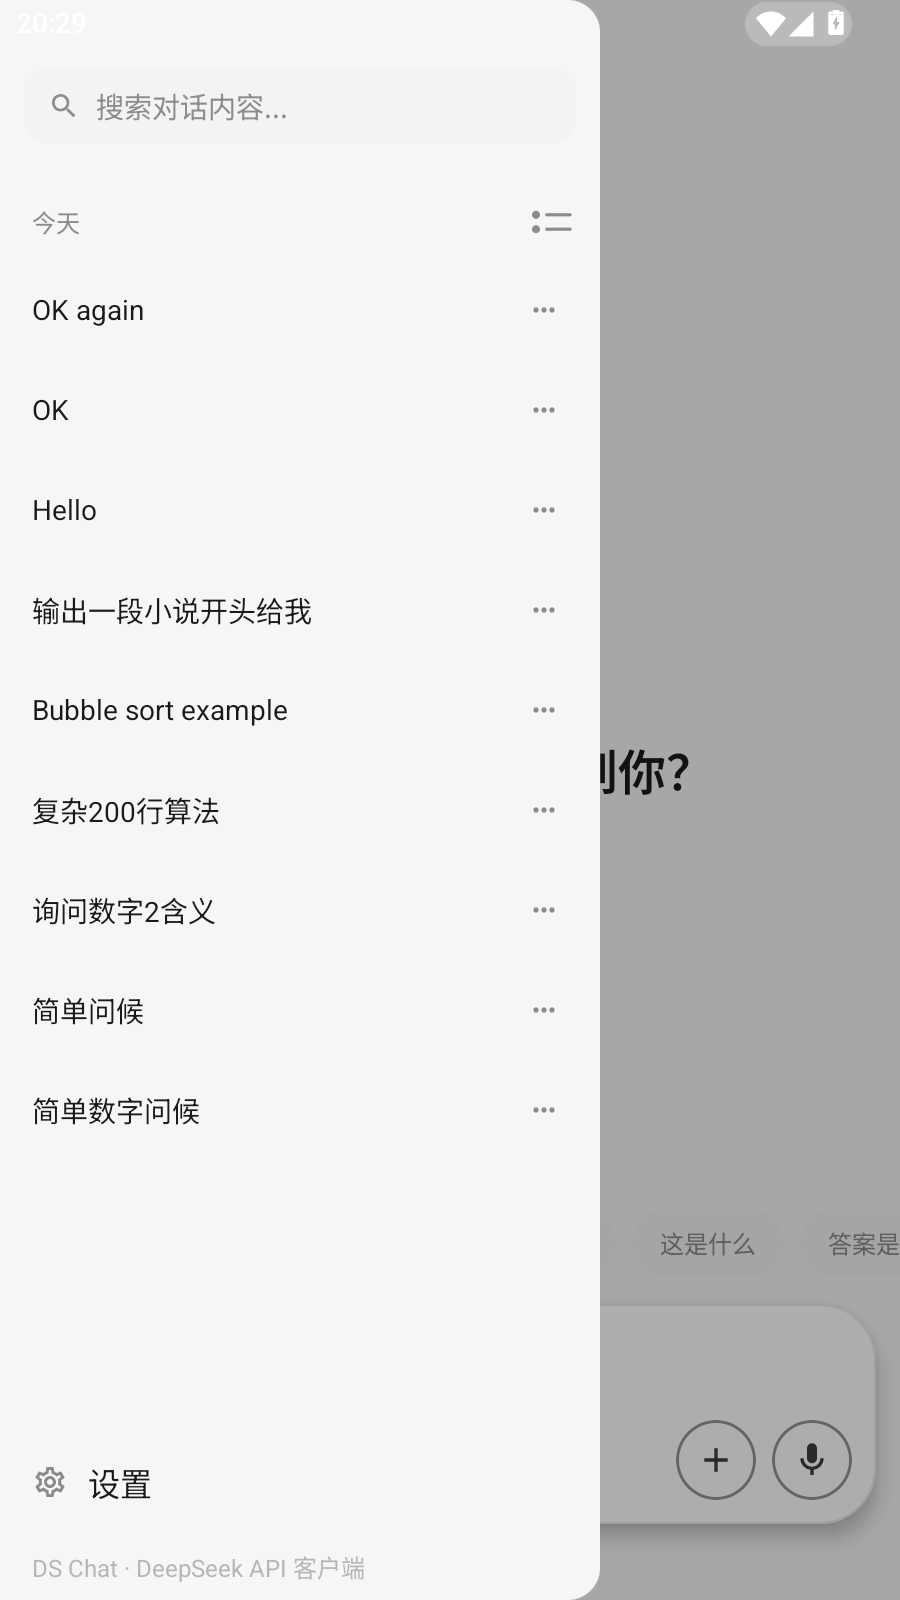 20:29
搜索对话内容...
今天
OK again
OK
Hello
输出一段小说开头给我
Bubble sort example
复杂200行算法
询问数字2含义
简单问候
简单数字问候
设置
DS Chat · DeepSeek API 客户端
你？
这是什么
答案是